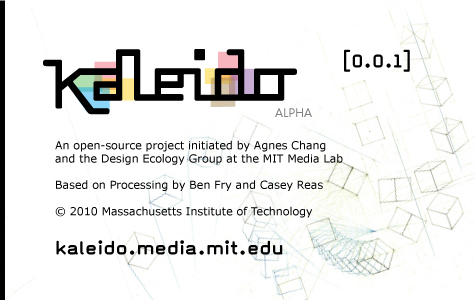 kaleido
[0.0.1]
ALPHA
An open-source project initiated by Agnes Chang
and the Design Ecology Group at the MIT Media Lab
Based on Processing by Ben Fry and Casey Reas
© 2010 Massachusetts Institute of Technology
kaleido.media.mit.edu